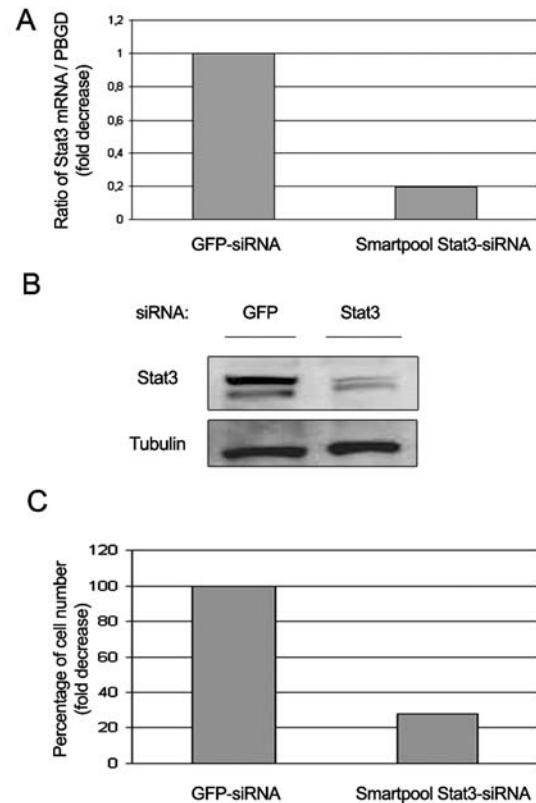 A
Ratio of Stat3 mRNA / PBGD
(fold decrease)
1,2
1
0,8
0,6
0,4
0,2
0
GFP-siRNA Smartpool Stat3-siRNA
B
siRNA: GFP Stat3
Stat3
Tubulin
C
Percentage of cell number
(fold decrease)
120
100
80
60
40
20
0
GFP-siRNA Smartpool Stat3-siRNA